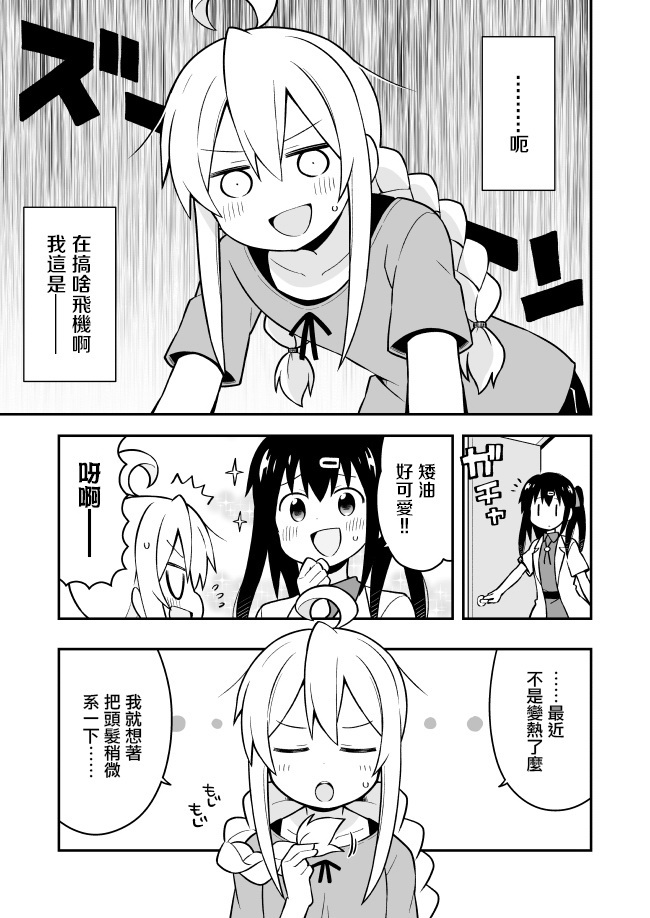 ………呃
ズーン
在搞啥飛機啊
我這是——
ガチャ
矮油
好可愛!!
呀啊——
……最近
不是變熱了麼
我就想著
把頭髮稍微
系一下……
もじ
もじ